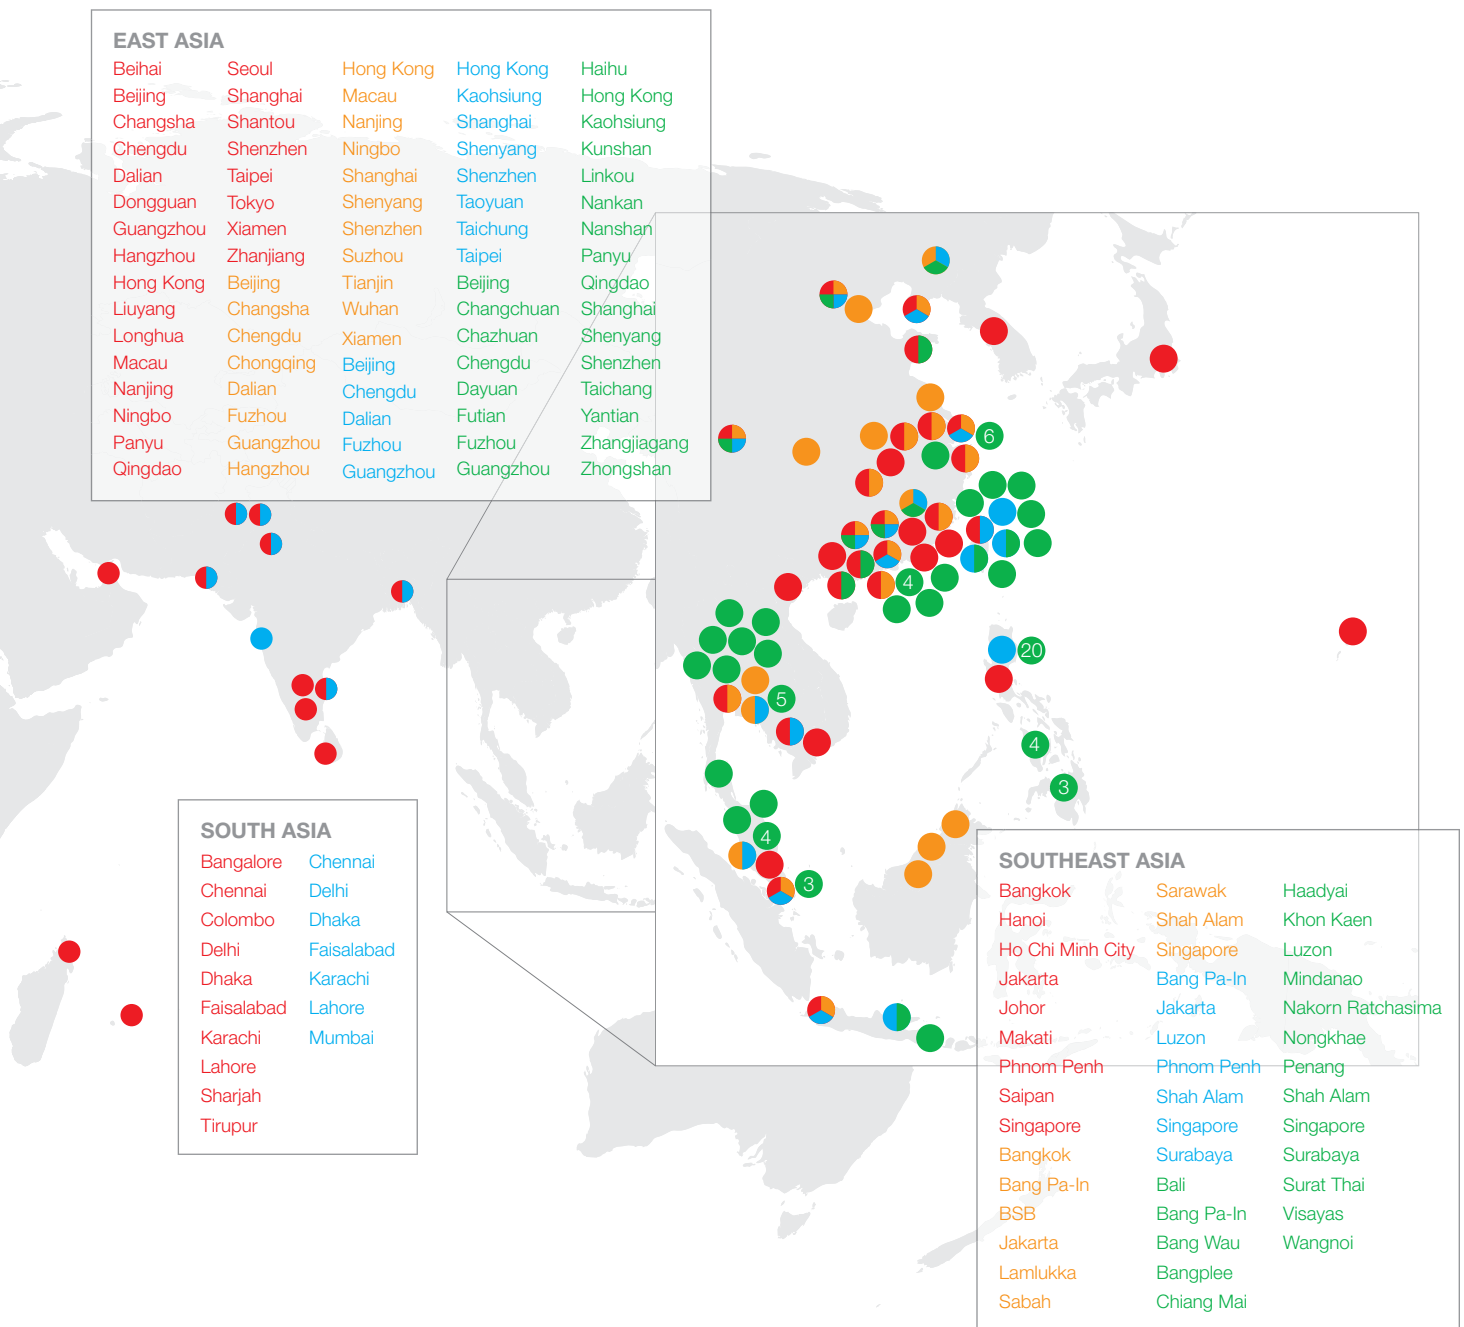 EAST ASIA
Beihai
Beijing
Changsha
Chengdu
Dalian
Dongguan
Guangzhou
Hangzhou
Hong Kong
Liuyang
Longhua
Macau
Nanjing
Ningbo
Panyu
Qingdao
Seoul
Shanghai
Shantou
Shenzhen
Taipei
Tokyo
Xiamen
Zhanjiang
Beijing
Changsha
Chengdu
Chongqing
Dalian
Fuzhou
Guangzhou
Hangzhou
Hong Kong
Macau
Nanjing
Ningbo
Shanghai
Shenyang
Shenzhen
Suzhou
Tianjin
Wuhan
Xiamen
Beijing
Chengdu
Dalian
Fuzhou
Guangzhou
Hong Kong
Kaohsiung
Shanghai
Shenyang
Shenzhen
Taoyuan
Taichung
Taipei
Beijing
Changchuan
Chazhuan
Chengdu
Dayuan
Futian
Fuzhou
Guangzhou
Haihu
Hong Kong
Kaohsiung
Kunshan
Linkou
Nankan
Nanshan
Panyu
Qingdao
Shanghai
Shenyang
Shenzhen
Taichang
Yantian
Zhangjiagang
Zhongshan
6
4
20
5
4
3
4
3
SOUTH ASIA
Bangalore
Chennai
Colombo
Delhi
Dhaka
Faisalabad
Karachi
Lahore
Sharjah
Tirupur
Chennai
Delhi
Dhaka
Faisalabad
Karachi
Lahore
Mumbai
SOUTHEAST ASIA
Bangkok
Hanoi
Ho Chi Minh City
Jakarta
Johor
Makati
Phnom Penh
Saipan
Singapore
Bangkok
Bang Pa-In
BSB
Jakarta
Lamlukka
Sabah
Sarawak
Shah Alam
Singapore
Bang Pa-In
Jakarta
Luzon
Phnom Penh
Shah Alam
Singapore
Surabaya
Bali
Bang Pa-In
Bang Wau
Bangplee
Chiang Mai
Haadyai
Khon Kaen
Luzon
Mindanao
Nakorn Ratchasima
Nongkhae
Penang
Shah Alam
Singapore
Surabaya
Surat Thai
Visayas
Wangnoi